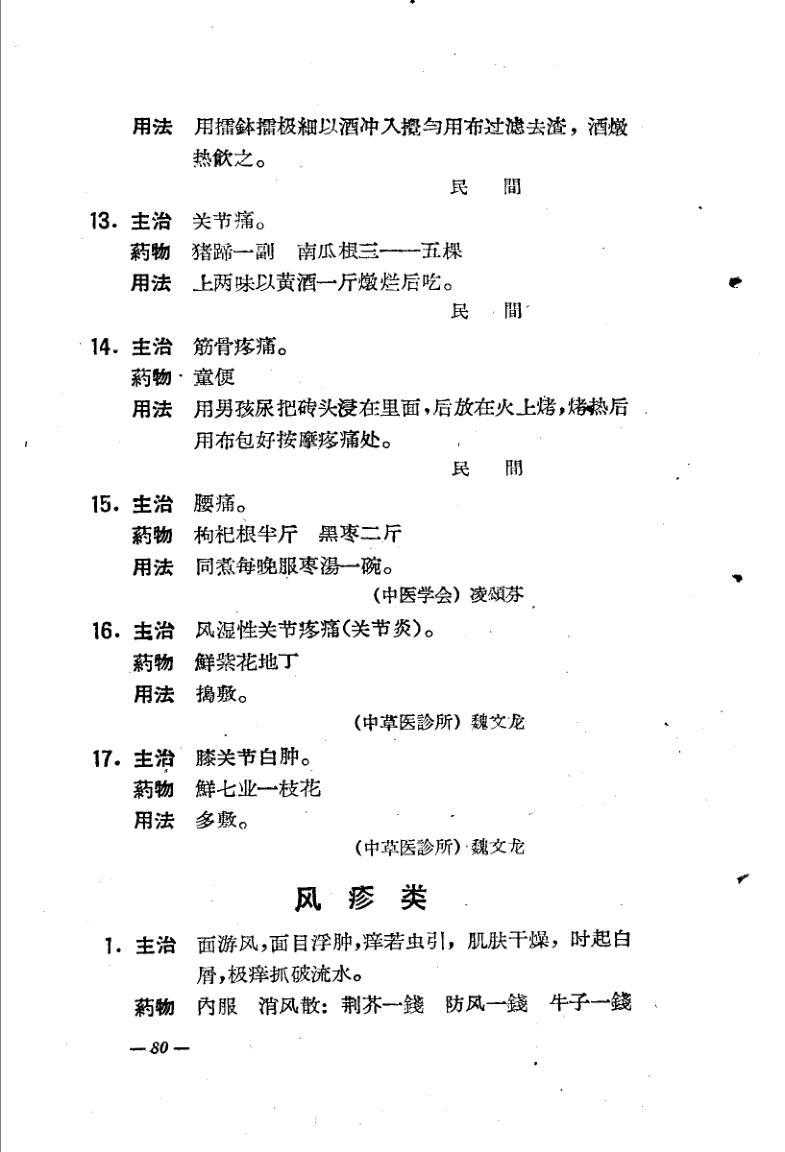 用法 用擂鉢擂极細以酒冲入攪匀用布过滤去渣，酒燉
热飲之。
民 間
13. 主治 关节痛。
葯物 猪蹄一副 南瓜根三——五棵
用法 上两味以黄酒一斤燉烂后吃。
民 間
14. 主治 筋骨疼痛。
葯物 童便
用法 用男孩尿把砖头浸在里面，后放在火上烤，烤热后
用布包好按摩疼痛处。
民 間
15. 主治 腰痛。
葯物 枸杞根半斤 黑枣二斤
用法 同煮每晚服枣湯一碗。
（中医学会）凌頌芬
16. 主治 风湿性关节疼痛（关节炎）。
葯物 鮮紫花地丁
用法 搗敷。
（中草医診所）魏文龙
17. 主治 膝关节白肿。
葯物 鮮七业一枝花
用法 多敷。
（中草医診所）魏文龙
风疹类
1. 主治 面游风，面目浮肿，痒若虫引，肌肤干燥，时起白
屑，极痒抓破流水。
葯物 內服 消风散：荆芥一錢 防风一錢 牛子一錢
— 80 —